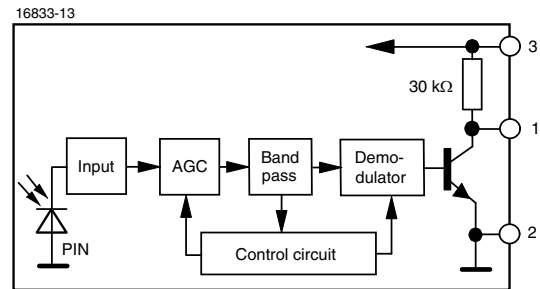 16833-13
3
30 kΩ
1
Input
AGC
Band
pass
Demo-
dulator
PIN
Control circuit
2